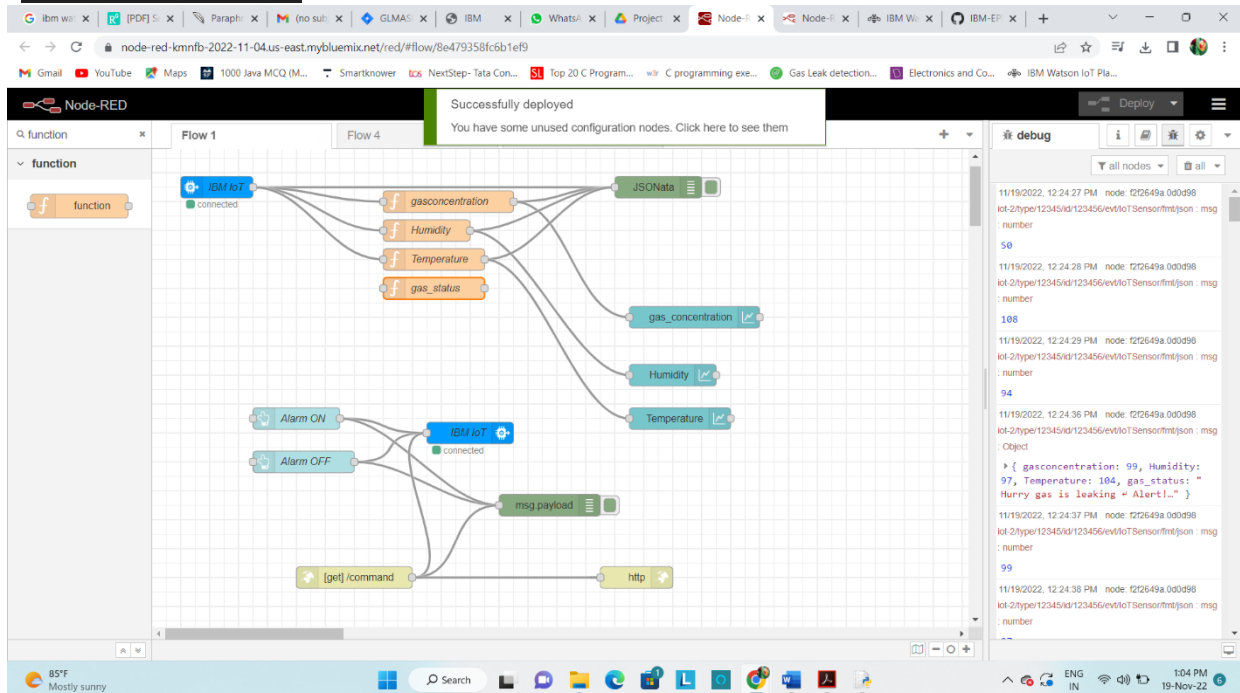 ibm wat
[PDF] Sc
Paraphr
(no subj
GLMAS
IBM
WhatsA
Project
Node-R
Node-R
IBM Wa
IBM-EP
node-red-kmnfb-2022-11-04.us-east.mybluemix.net/red/#flow/8e479358fc6b1ef9
Gmail
YouTube
Maps
1000 Java MCQ (M...
Smartknower
NextStep- Tata Con...
Top 20 C Program...
C programming exe...
Gas Leak detection...
Electronics and Co...
IBM Watson IoT Pla...
Node-RED
Successfully deployed
You have some unused configuration nodes. Click here to see them
Deploy
function
Flow 1
Flow 4
debug
function
function
all nodes
all
IBM IoT
connected
gasconcentration
Humidity
Temperature
gas_status
JSONata
gas_concentration
Humidity
Temperature
Alarm ON
Alarm OFF
IBM IoT
connected
msg.payload
[get] /command
http
11/19/2022, 12:24:27 PM node: f2f2649a.0d0d98
iot-2/type/12345/id/123456/evt/IoTSensor/fmt/json : msg
: number
50
11/19/2022, 12:24:28 PM node: f2f2649a.0d0d98
iot-2/type/12345/id/123456/evt/IoTSensor/fmt/json : msg
: number
108
11/19/2022, 12:24:29 PM node: f2f2649a.0d0d98
iot-2/type/12345/id/123456/evt/IoTSensor/fmt/json : msg
: number
94
11/19/2022, 12:24:36 PM node: f2f2649a.0d0d98
iot-2/type/12345/id/123456/evt/IoTSensor/fmt/json : msg
: Object
{ gasconcentration: 99, Humidity:
97, Temperature: 104, gas_status: "
Hurry gas is leaking ↵ Alert!…" }
11/19/2022, 12:24:37 PM node: f2f2649a.0d0d98
iot-2/type/12345/id/123456/evt/IoTSensor/fmt/json : msg
: number
99
11/19/2022, 12:24:38 PM node: f2f2649a.0d0d98
iot-2/type/12345/id/123456/evt/IoTSensor/fmt/json : msg
: number
85°F
Mostly sunny
Search
ENG
IN
1:04 PM
19-Nov-22
6